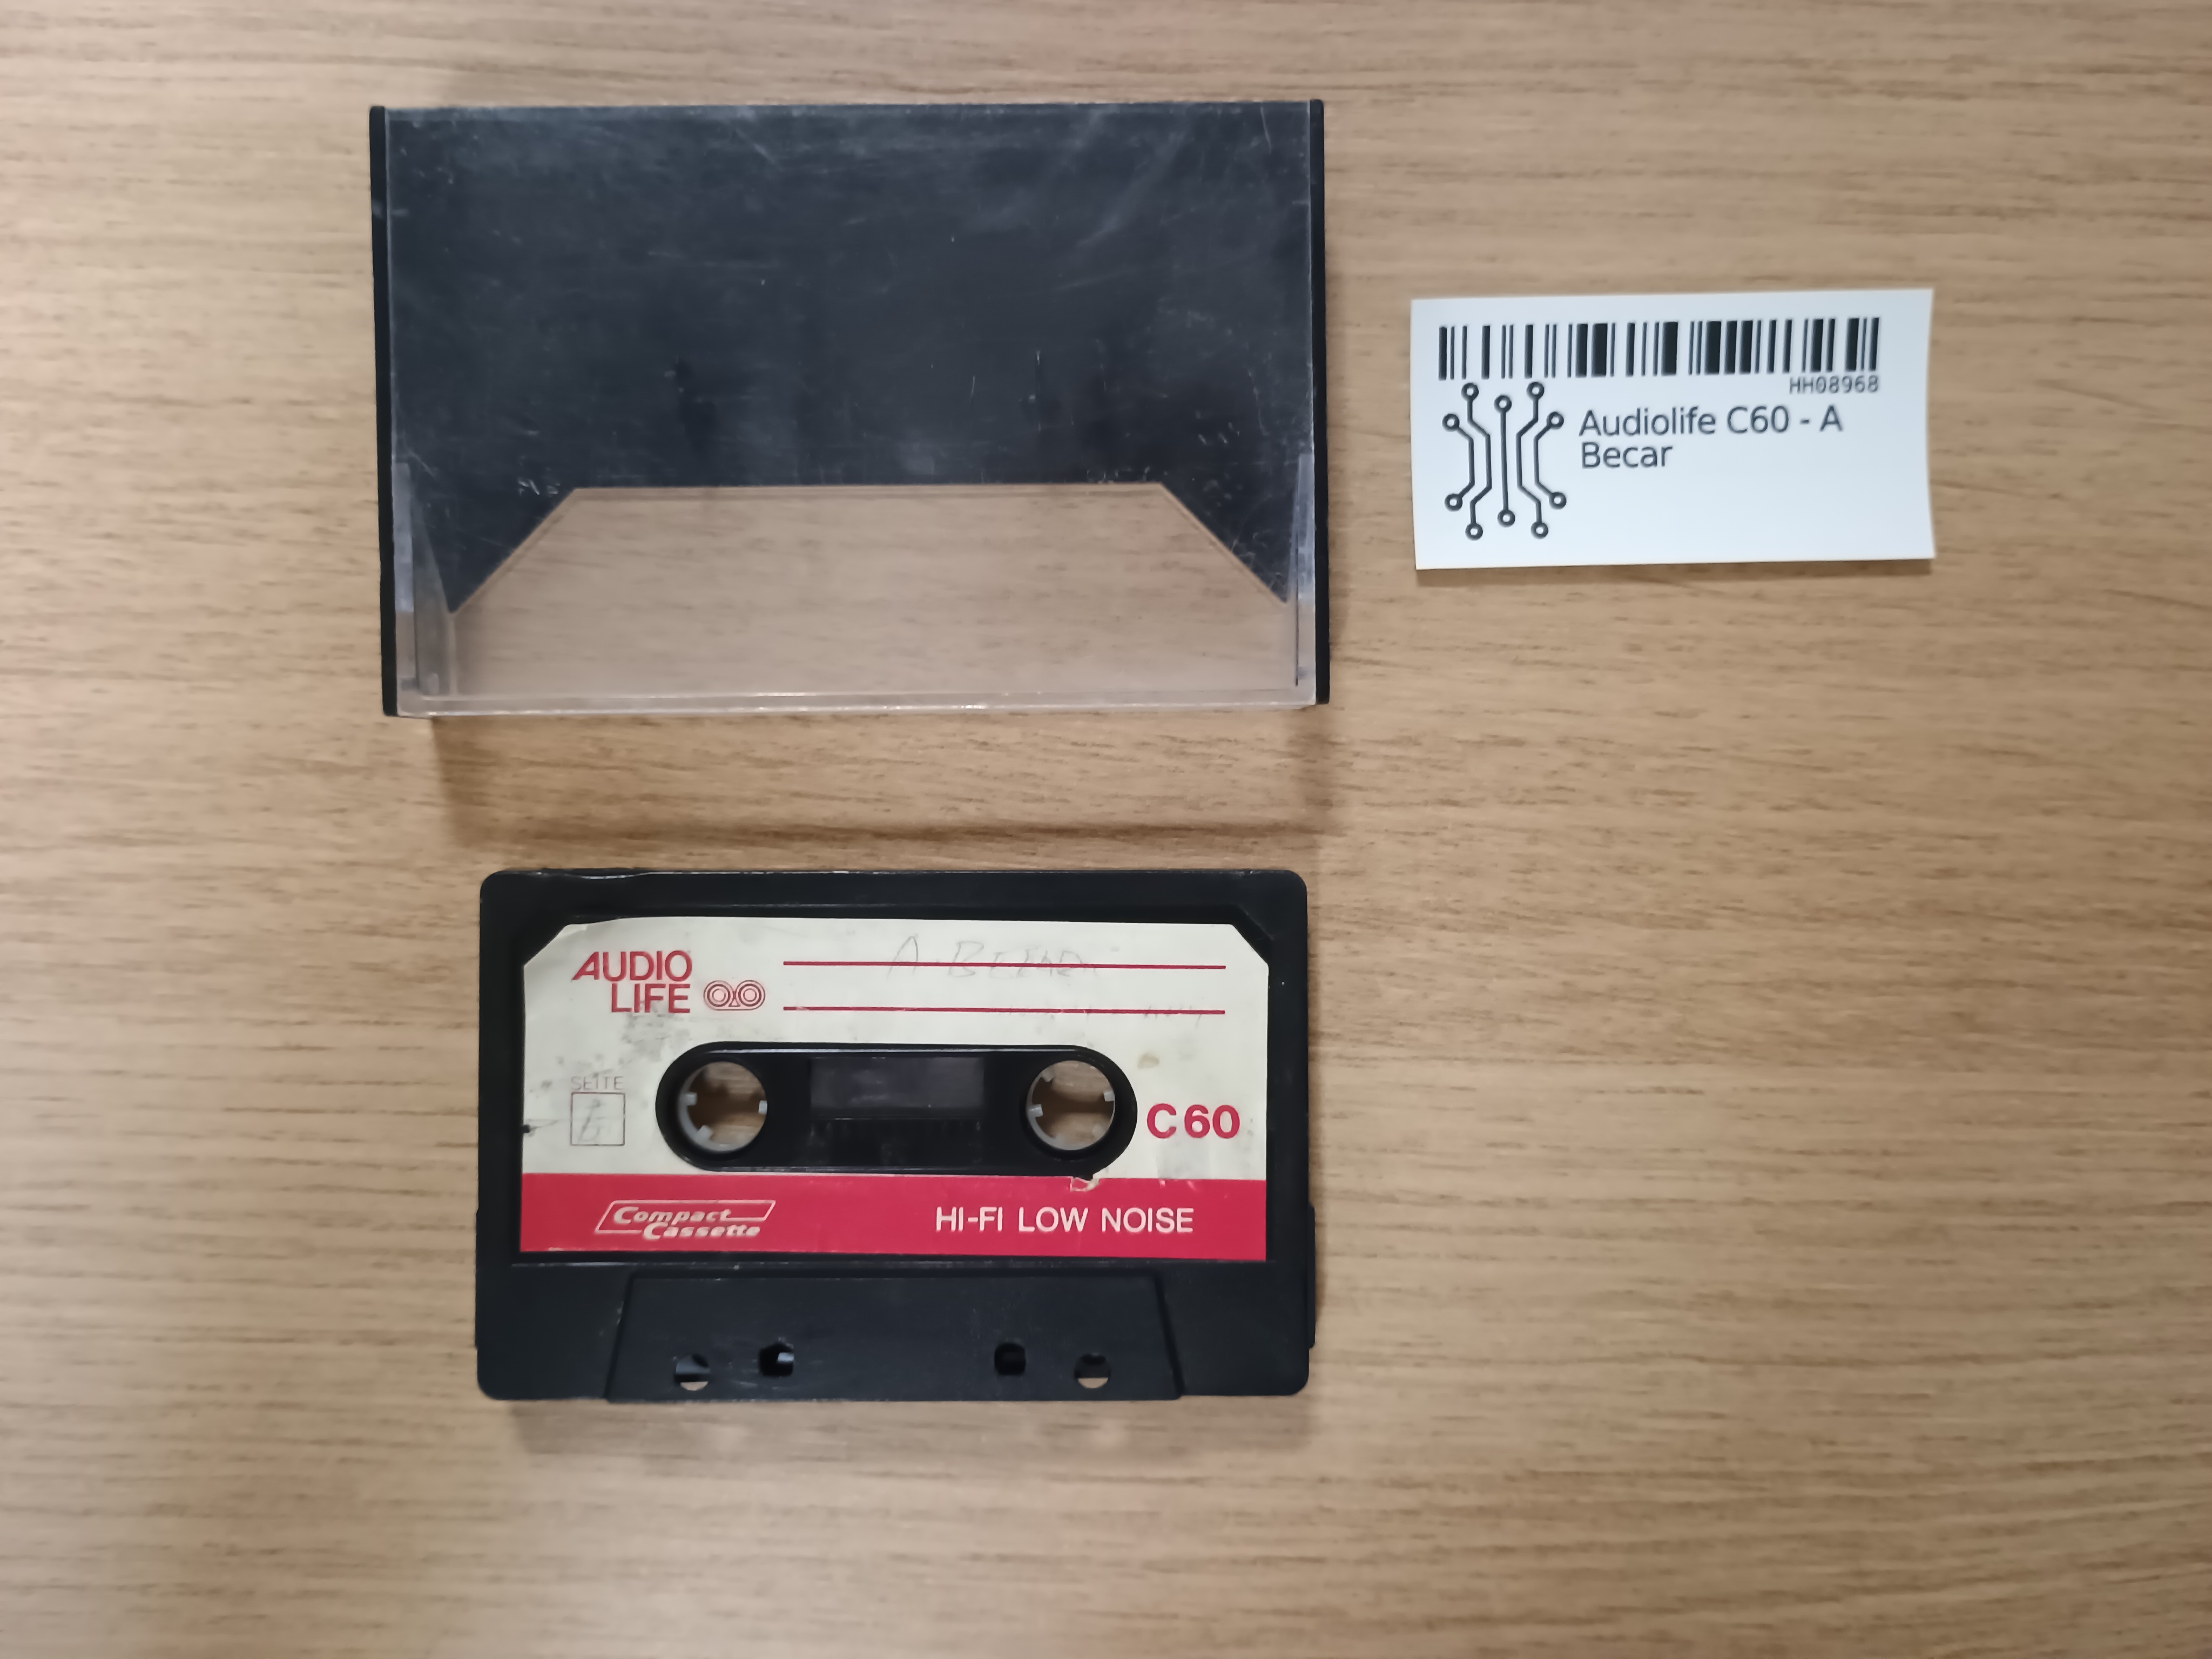 HH08968
Audiolife C60 - A
Becar
AUDIO
LIFE
A
SEITE
C60
Compact
Cassette
HI-FI LOW NOISE